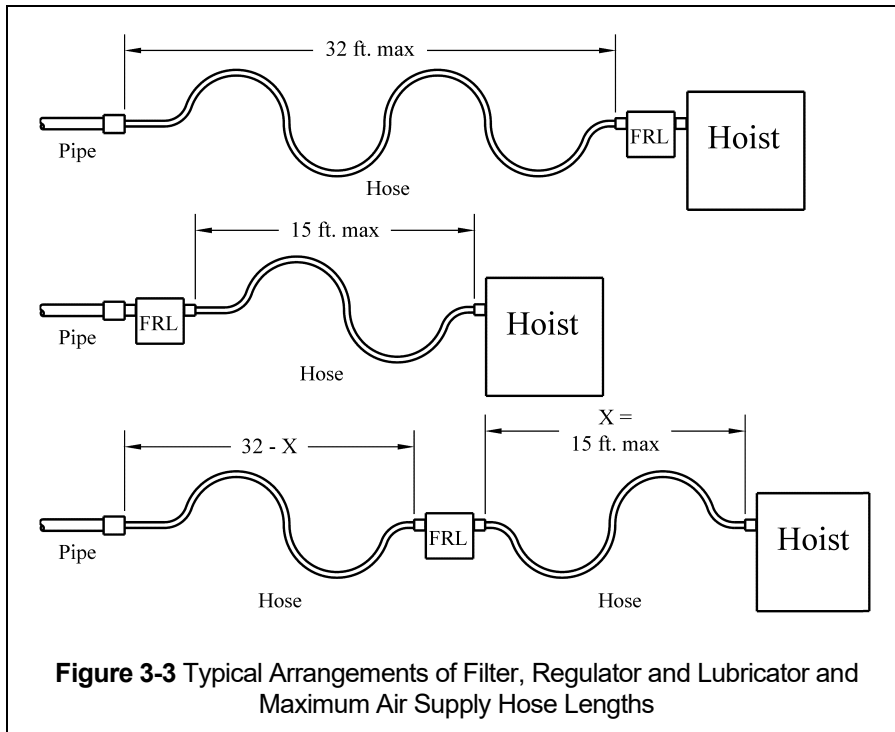 32 ft. max
Pipe
Hose
FRL
Hoist
15 ft. max
Pipe
FRL
Hose
Hoist
32 - X
X =
15 ft. max
Pipe
Hose
FRL
Hose
Hoist
Figure 3-3 Typical Arrangements of Filter, Regulator and Lubricator and
Maximum Air Supply Hose Lengths